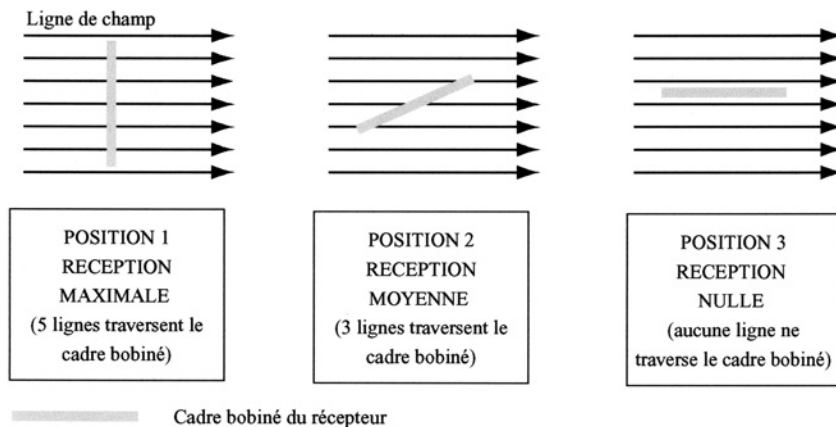 Ligne de champ
POSITION 1
RECEPTION
MAXIMALE
(5 lignes traversent le
cadre bobiné)
POSITION 2
RECEPTION
MOYENNE
(3 lignes traversent le
cadre bobiné)
POSITION 3
RECEPTION
NULLE
(aucune ligne ne
traverse le cadre bobiné)
Cadre bobiné du récepteur